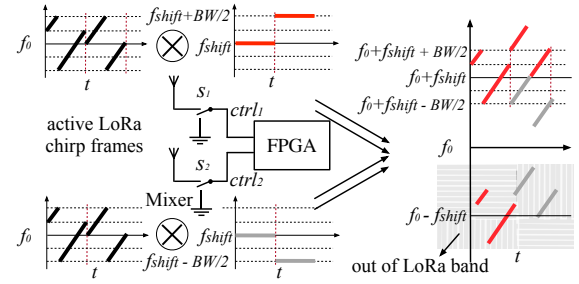 fshift+BW/2
f0
fshift
t
s1
ctrl1
active LoRa
chirp frames
FPGA
s2
ctrl2
Mixer
f0
fshift
fshift - BW/2
t
f0+fshift + BW/2
f0+fshift
f0+fshift - BW/2
f0
f0 - fshift
out of LoRa band
t